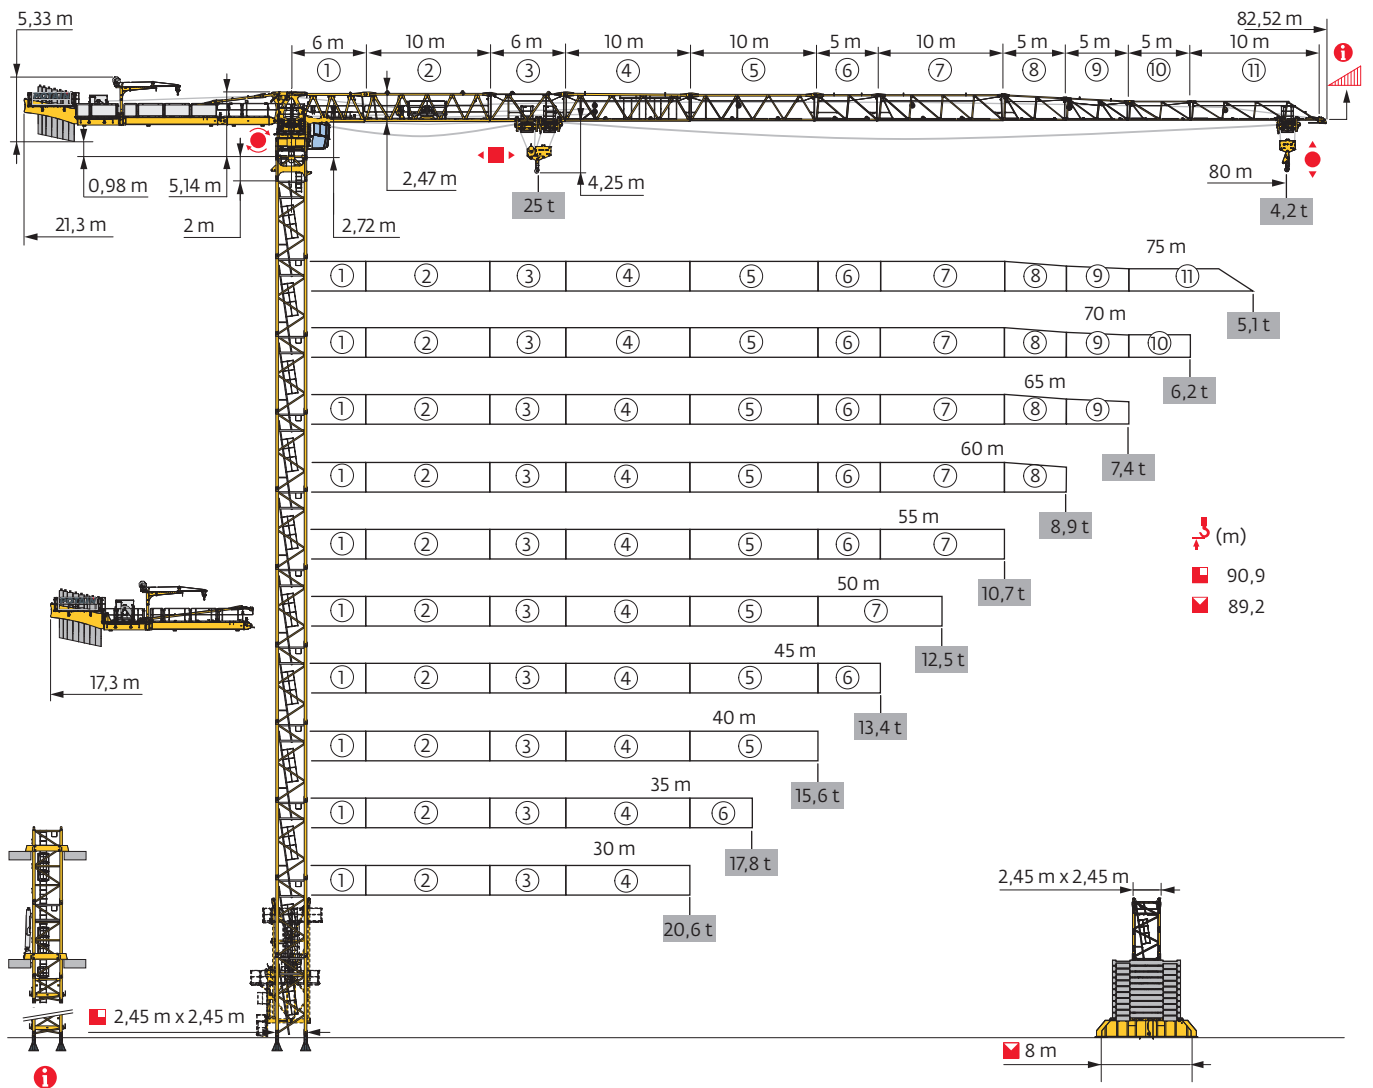 5,33 m
82,52 m
6 m 10 m 6 m 10 m 10 m 5 m 10 m 5 m 5 m 5 m 10 m
1 2 3 4 5 6 7 8 9 10 11
i
0,98 m
5,14 m
2,47 m
4,25 m
80 m
25 t
4,2 t
21,3 m
2 m
2,72 m
75 m
1 2 3 4 5 6 7 8 9 11
5,1 t
70 m
1 2 3 4 5 6 7 8 9 10
6,2 t
65 m
1 2 3 4 5 6 7 8 9
7,4 t
60 m
1 2 3 4 5 6 7 8
8,9 t
(m)
90,9
89,2
55 m
1 2 3 4 5 6 7
10,7 t
50 m
1 2 3 4 5 7
12,5 t
17,3 m
45 m
1 2 3 4 5 6
13,4 t
40 m
1 2 3 4 5
15,6 t
35 m
1 2 3 4 6
17,8 t
30 m
1 2 3 4
20,6 t
2,45 m x 2,45 m
2,45 m x 2,45 m
8 m
i